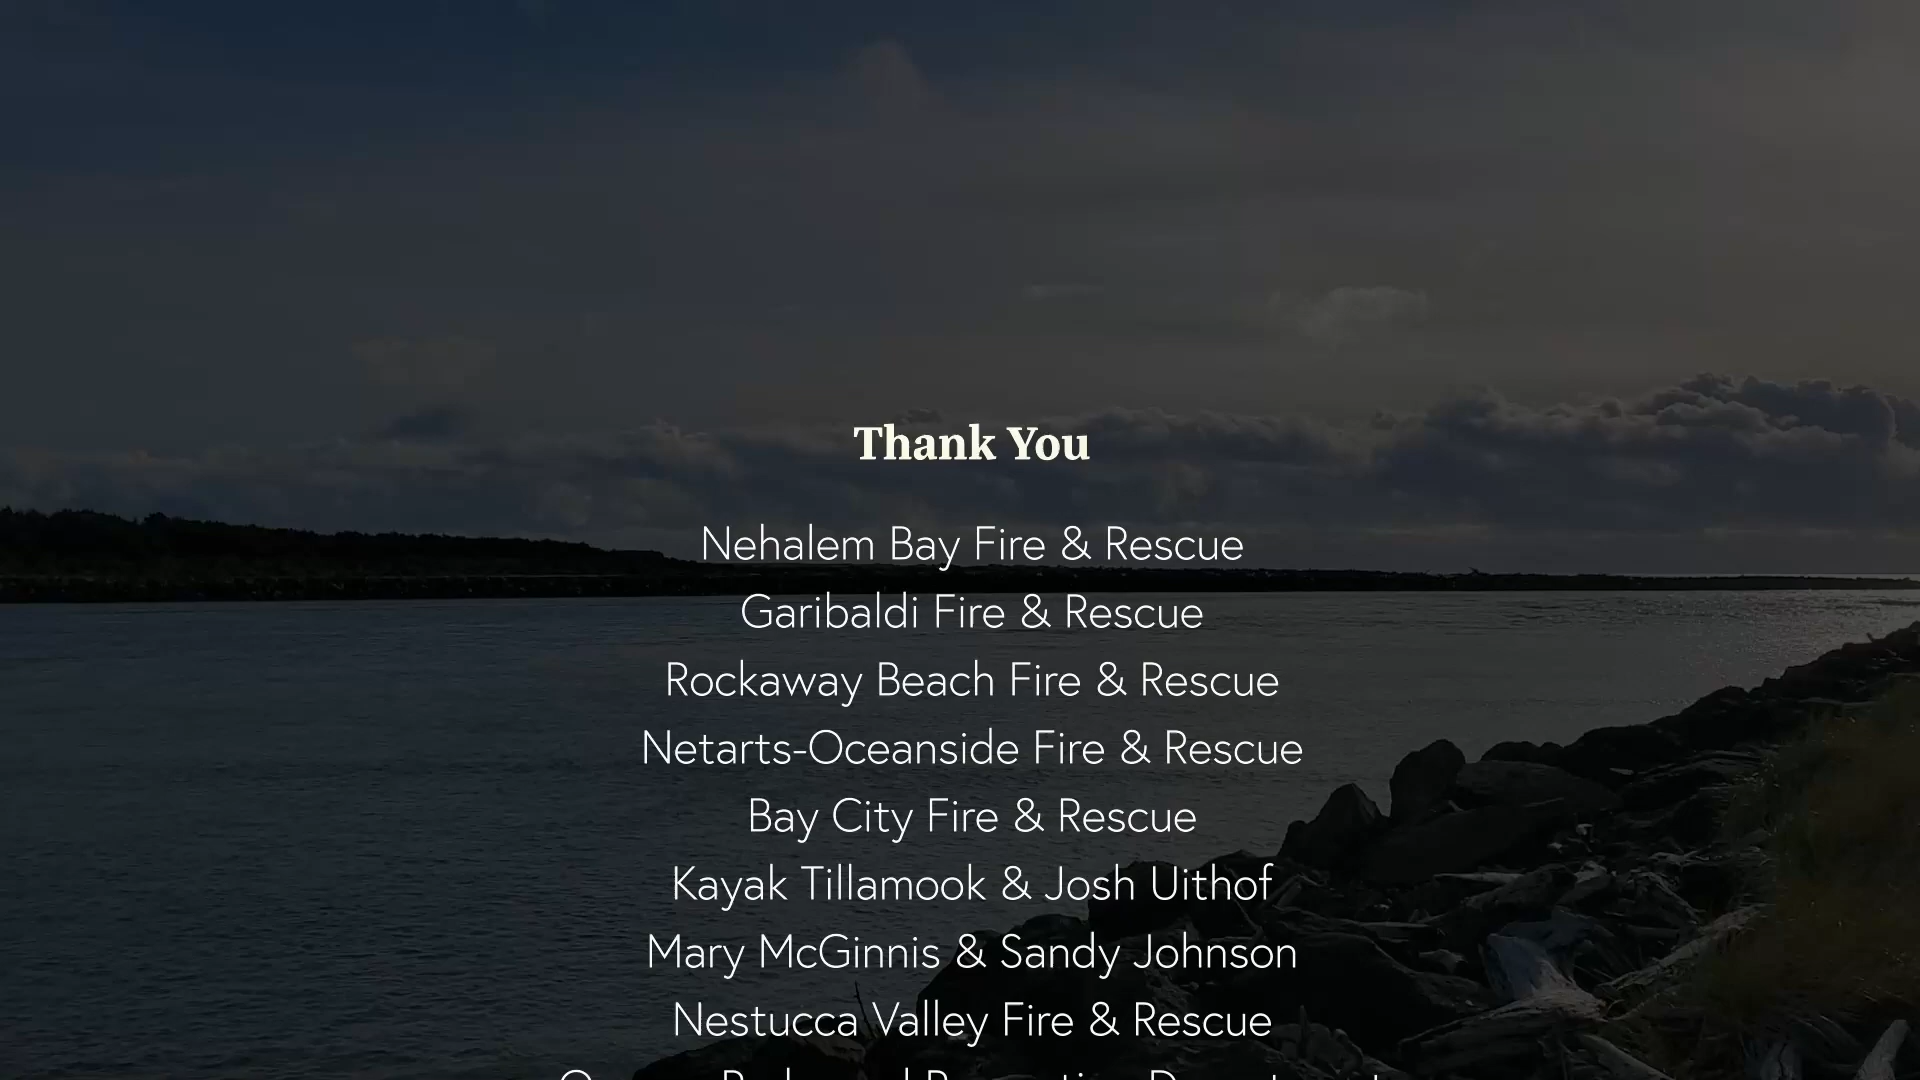 Thank You
Nehalem Bay Fire & Rescue
Garibaldi Fire & Rescue
Rockaway Beach Fire & Rescue
Netarts-Oceanside Fire & Rescue
Bay City Fire & Rescue
Kayak Tillamook & Josh Uithof
Mary McGinnis & Sandy Johnson
Nestucca Valley Fire & Rescue